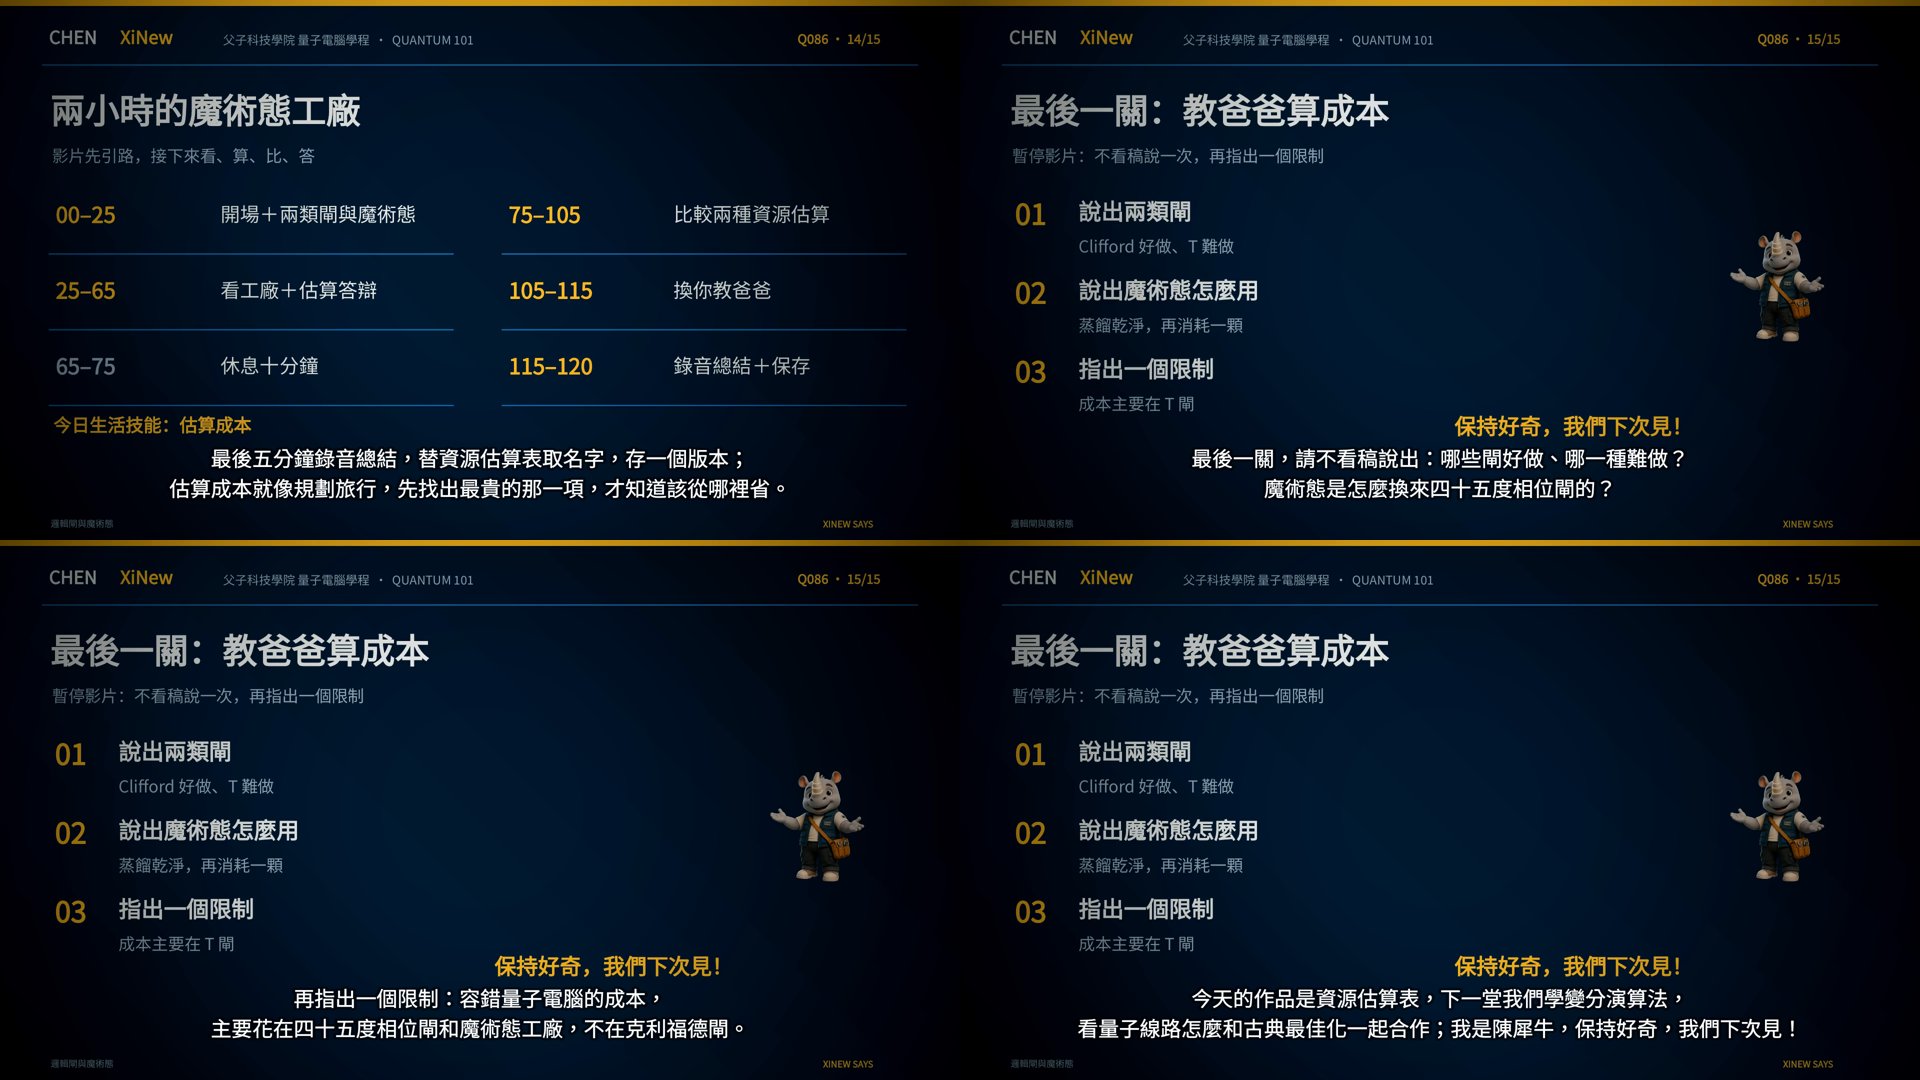 CHEN XiNew 父子科技學院 量子電腦學程 · QUANTUM 101 Q086 · 14/15
兩小時的魔術態工廠
影片先引路，接下來看、算、比、答
00–25 開場＋兩類閘與魔術態
75–105 比較兩種資源估算
25–65 看工廠＋估算答辯
105–115 換你教爸爸
65–75 休息十分鐘
115–120 錄音總結＋保存
今日生活技能：估算成本
最後五分鐘錄音總結，替資源估算表取名字，存一個版本；
估算成本就像規劃旅行，先找出最貴的那一項，才知道該從哪裡省。
邏輯閘與魔術態 XINEW SAYS
CHEN XiNew 父子科技學院 量子電腦學程 · QUANTUM 101 Q086 · 15/15
最後一關：教爸爸算成本
暫停影片：不看稿說一次，再指出一個限制
01 說出兩類閘
Clifford 好做、T 難做
02 說出魔術態怎麼用
蒸餾乾淨，再消耗一顆
03 指出一個限制
成本主要在 T 閘
保持好奇，我們下次見！
最後一關，請不看稿說出：哪些閘好做、哪一種難做？
魔術態是怎麼換來四十五度相位閘的？
邏輯閘與魔術態 XINEW SAYS
CHEN XiNew 父子科技學院 量子電腦學程 · QUANTUM 101 Q086 · 15/15
最後一關：教爸爸算成本
暫停影片：不看稿說一次，再指出一個限制
01 說出兩類閘
Clifford 好做、T 難做
02 說出魔術態怎麼用
蒸餾乾淨，再消耗一顆
03 指出一個限制
成本主要在 T 閘
保持好奇，我們下次見！
再指出一個限制：容錯量子電腦的成本，
主要花在四十五度相位閘和魔術態工廠，不在克利福德閘。
邏輯閘與魔術態 XINEW SAYS
CHEN XiNew 父子科技學院 量子電腦學程 · QUANTUM 101 Q086 · 15/15
最後一關：教爸爸算成本
暫停影片：不看稿說一次，再指出一個限制
01 說出兩類閘
Clifford 好做、T 難做
02 說出魔術態怎麼用
蒸餾乾淨，再消耗一顆
03 指出一個限制
成本主要在 T 閘
保持好奇，我們下次見！
今天的作品是資源估算表，下一堂我們學變分演算法，
看量子線路怎麼和古典最佳化一起合作；我是陳犀牛，保持好奇，我們下次見！
邏輯閘與魔術態 XINEW SAYS